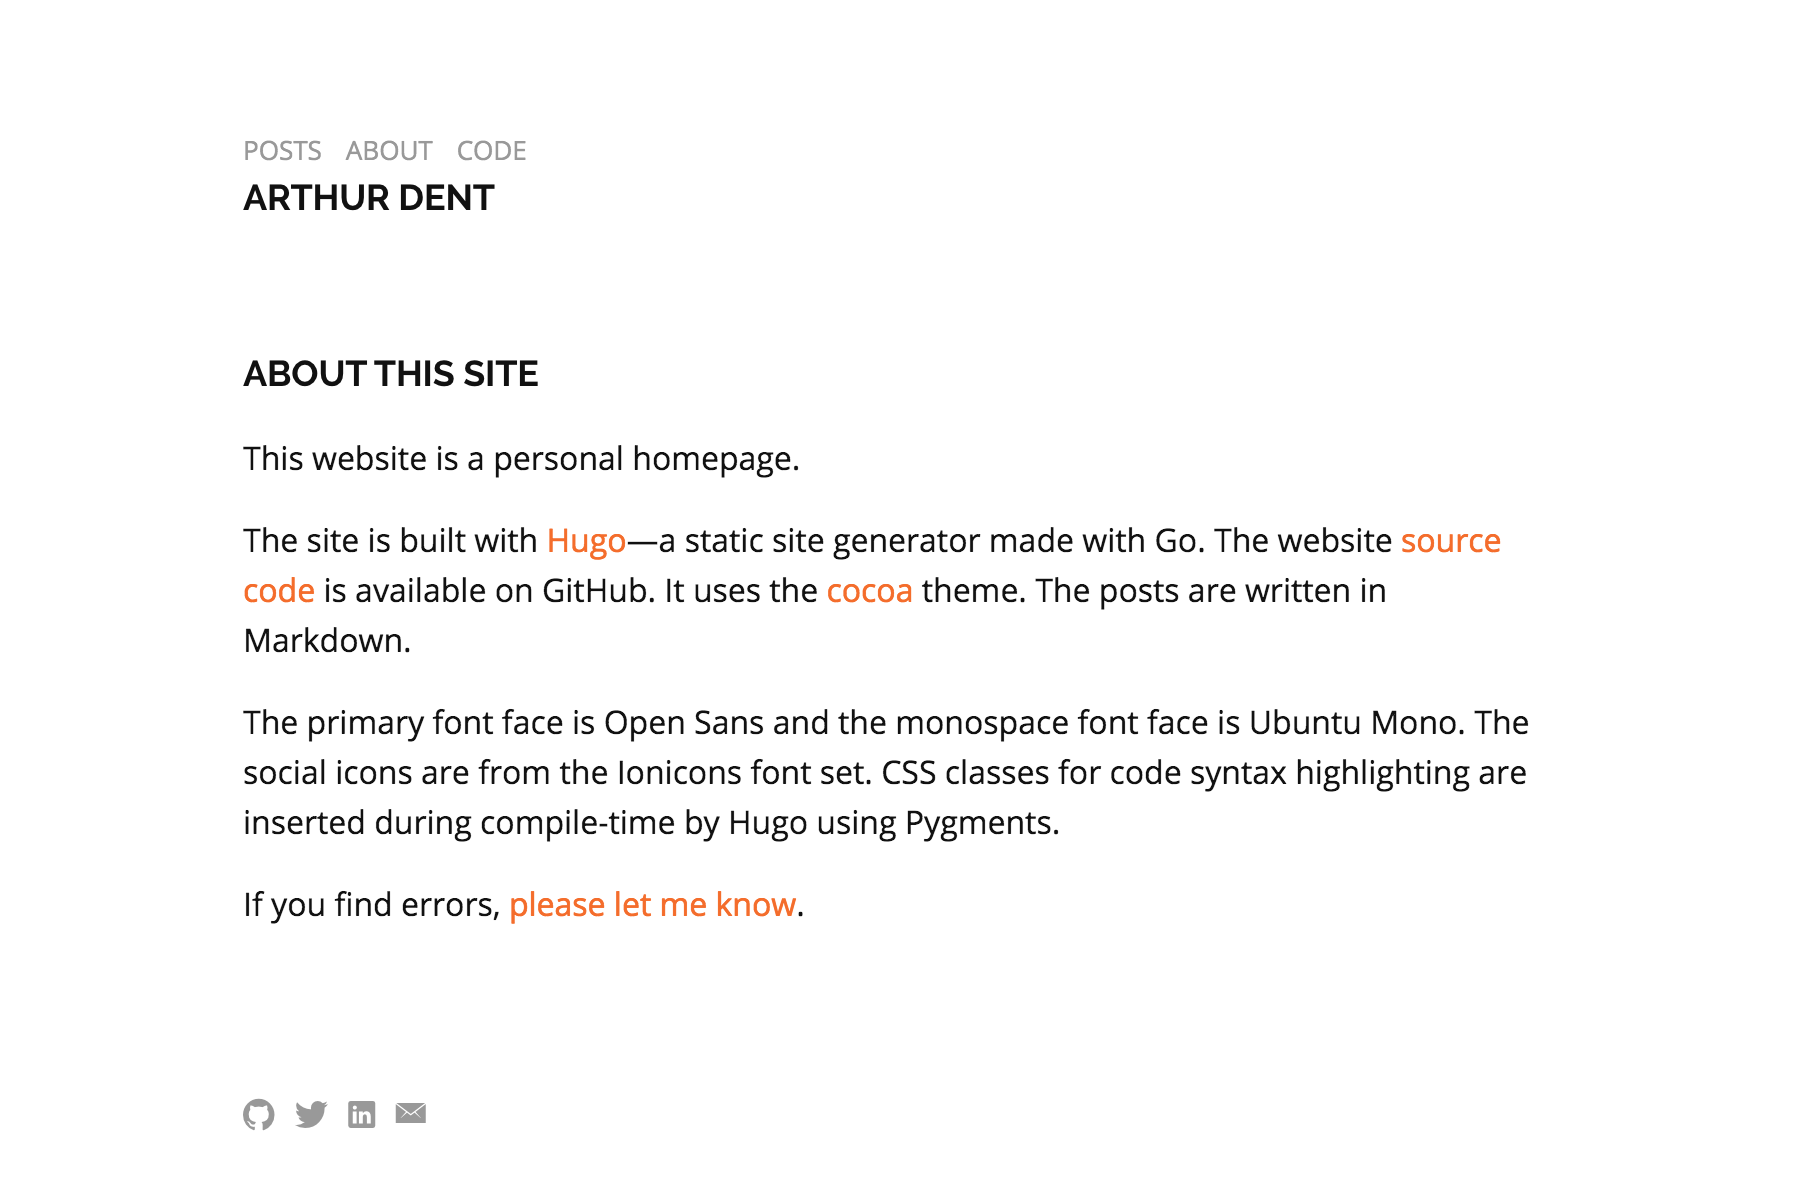 POSTS ABOUT CODE
ARTHUR DENT
ABOUT THIS SITE
This website is a personal homepage.
The site is built with Hugo—a static site generator made with Go. The website source
code is available on GitHub. It uses the cocoa theme. The posts are written in
Markdown.
The primary font face is Open Sans and the monospace font face is Ubuntu Mono. The
social icons are from the Ionicons font set. CSS classes for code syntax highlighting are
inserted during compile-time by Hugo using Pygments.
If you find errors, please let me know.